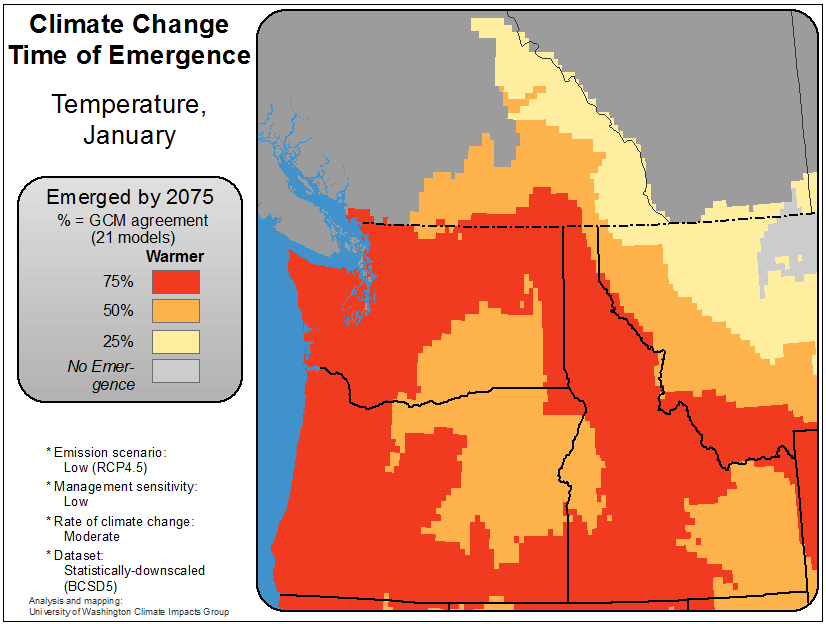 Climate Change
Time of Emergence
Temperature,
January
Emerged by 2075
% = GCM agreement
(21 models)
Warmer
75%
50%
25%
No Emer-
gence
* Emission scenario:
Low (RCP4.5)
* Management sensitivity:
Low
* Rate of climate change:
Moderate
* Dataset:
Statistically-downscaled
(BCSD5)
Analysis and mapping:
University of Washington Climate Impacts Group